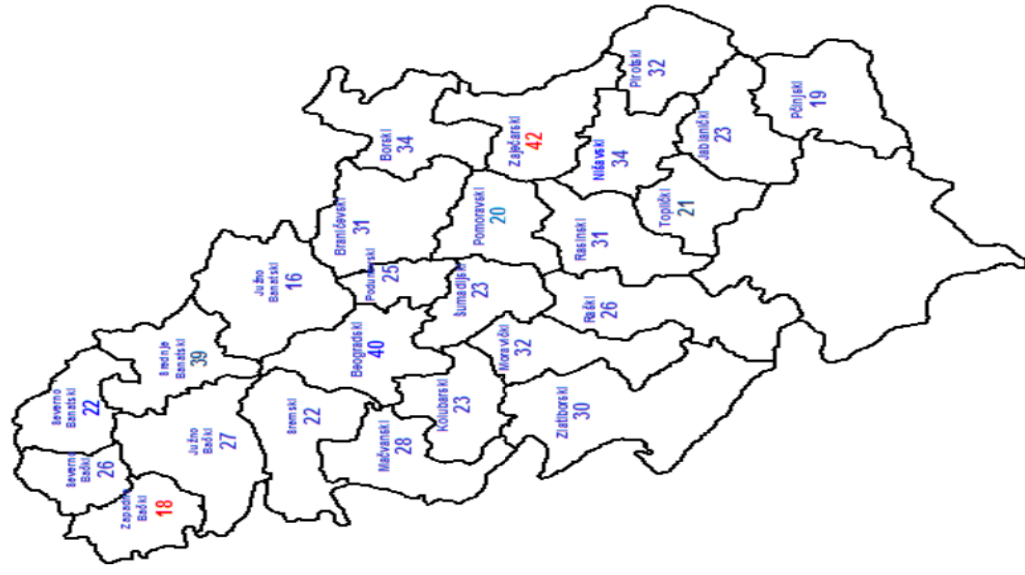 Severno
Banatski
22
Severno
Bački
26
Zapadno
Bački
18
Srednje
Banatski
39
Južno
Bački
27
Južno
Banatski
16
Sremski
22
Beogradski
40
Mačvanski
28
Kolubarski
23
Podunavski
25
Braničevski
31
Borski
34
Šumadijski
23
Pomoravski
20
Zaječarski
42
Moravički
32
Zlatiborski
30
Raški
26
Rasinski
31
Nišavski
34
Toplički
21
Pirotski
32
Jablanički
23
Pčinjski
19